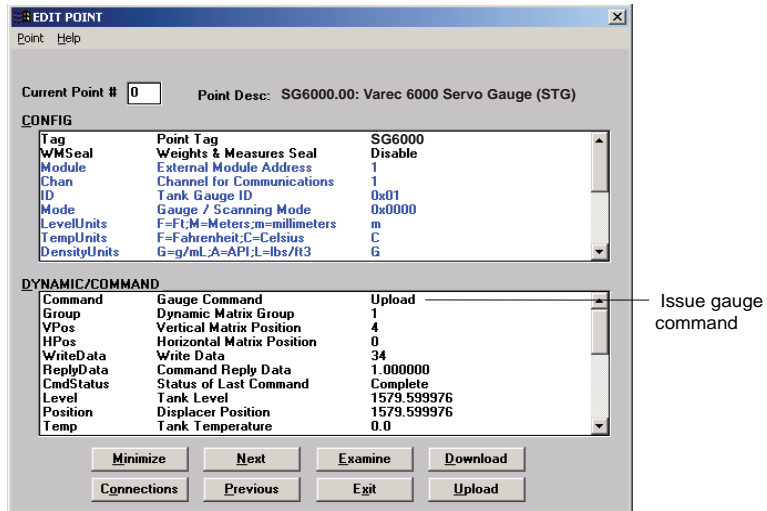 EDIT POINT
Point Help
Current Point # 0 Point Desc: SG6000.00: Varec 6000 Servo Gauge (STG)
CONFIG
Tag Point Tag SG6000
WMSeal Weights & Measures Seal Disable
Module External Module Address 1
Chan Channel for Communications 1
ID Tank Gauge ID 0x01
Mode Gauge / Scanning Mode 0x0000
LevelUnits F=Ft;M=Meters;m=millimeters m
TempUnits F=Fahrenheit;C=Celsius C
DensityUnits G=g/mL;A=API;L=lbs/ft3 G
DYNAMIC/COMMAND
Command Gauge Command Upload
Group Dynamic Matrix Group 1
VPos Vertical Matrix Position 4
HPos Horizontal Matrix Position 0
WriteData Write Data 34
ReplyData Command Reply Data 1.000000
CmdStatus Status of Last Command Complete
Level Tank Level 1579.599976
Position Displacer Position 1579.599976
Temp Tank Temperature 0.0
Issue gauge
command
Minimize Next Examine Download
Connections Previous Exit Upload